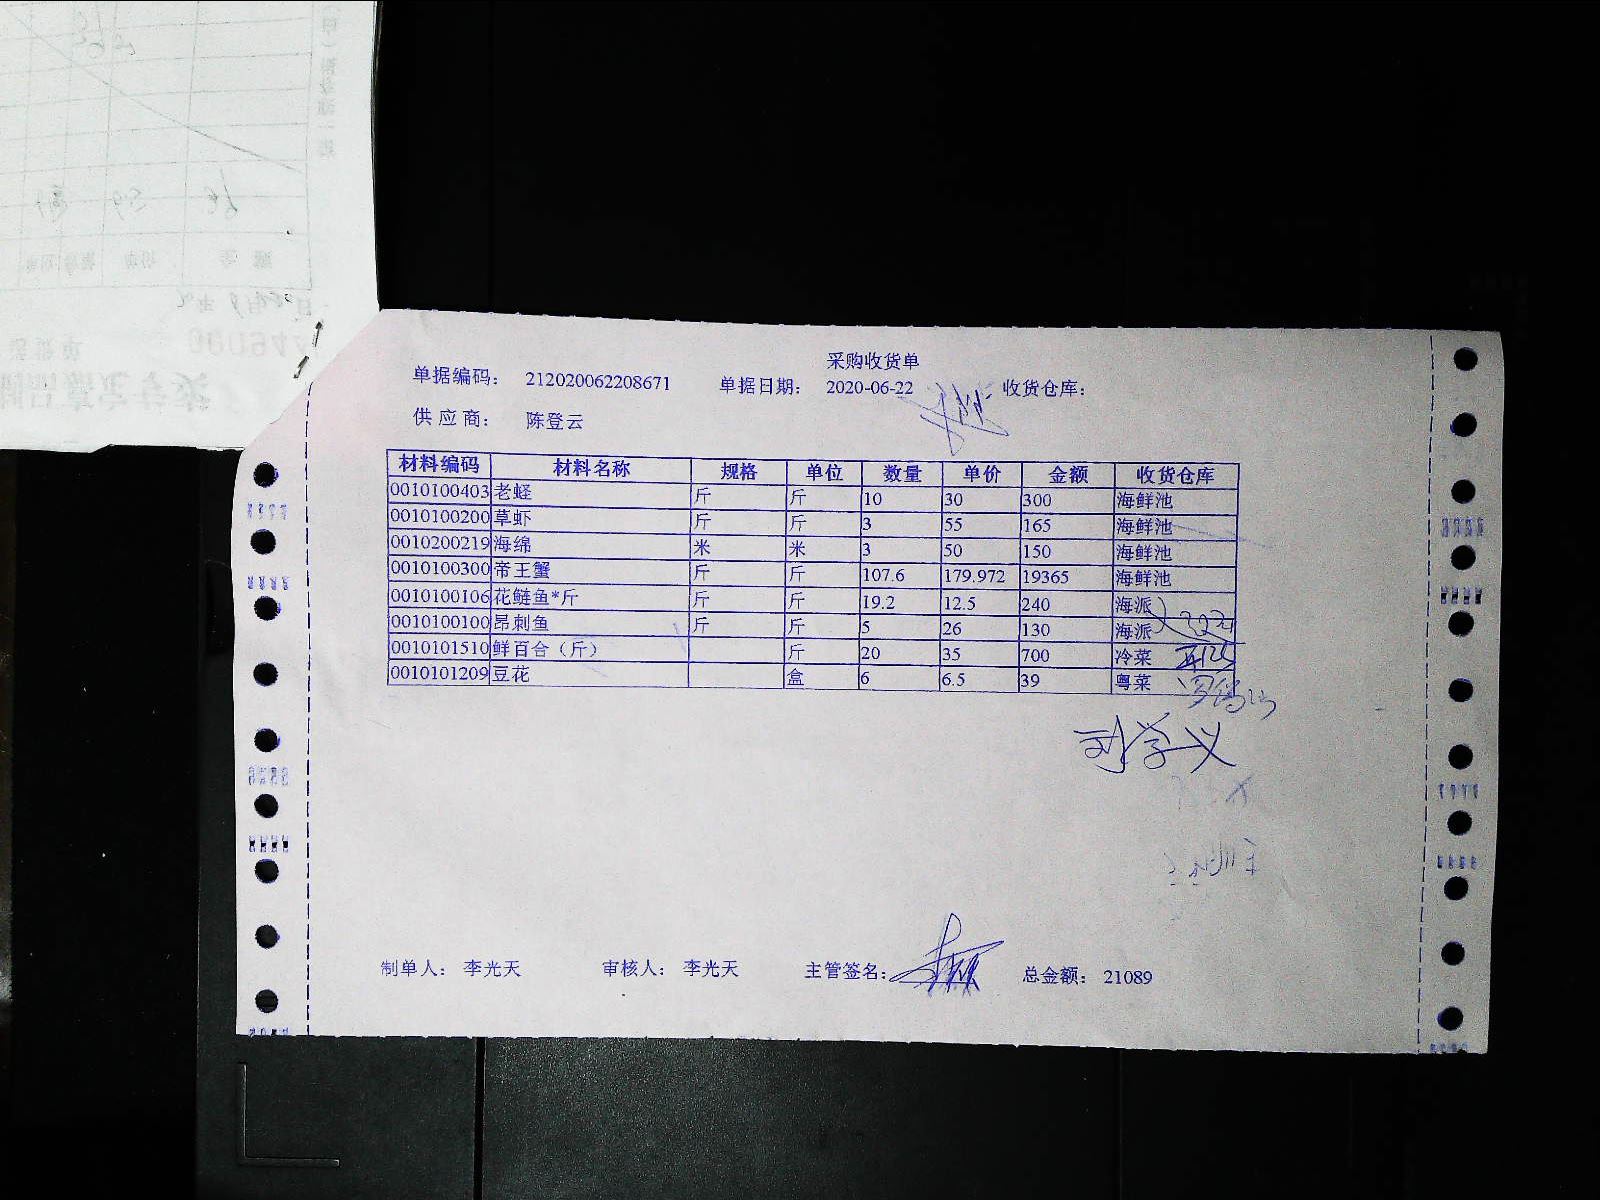 采购收货单
单据编码： 212020062208671 单据日期： 2020-06-22 收货仓库：
供 应 商： 陈登云
材料编码 材料名称 规格 单位 数量 单价 金额 收货仓库
0010100403 老蛏 斤 斤 10 30 300 海鲜池
0010100200 草虾 斤 斤 3 55 165 海鲜池
0010200219 海绵 米 米 3 50 150 海鲜池
0010100300 帝王蟹 斤 斤 107.6 179.972 19365 海鲜池
0010100106 花鲢鱼*斤 斤 斤 19.2 12.5 240 海派
0010100100 昂刺鱼 斤 斤 5 26 130 海派
0010101510 鲜百合（斤） 斤 20 35 700 冷菜
0010101209 豆花 盒 6 6.5 39 粤菜
刘学义
制单人： 李光天 审核人： 李光天 主管签名： 总金额： 21089